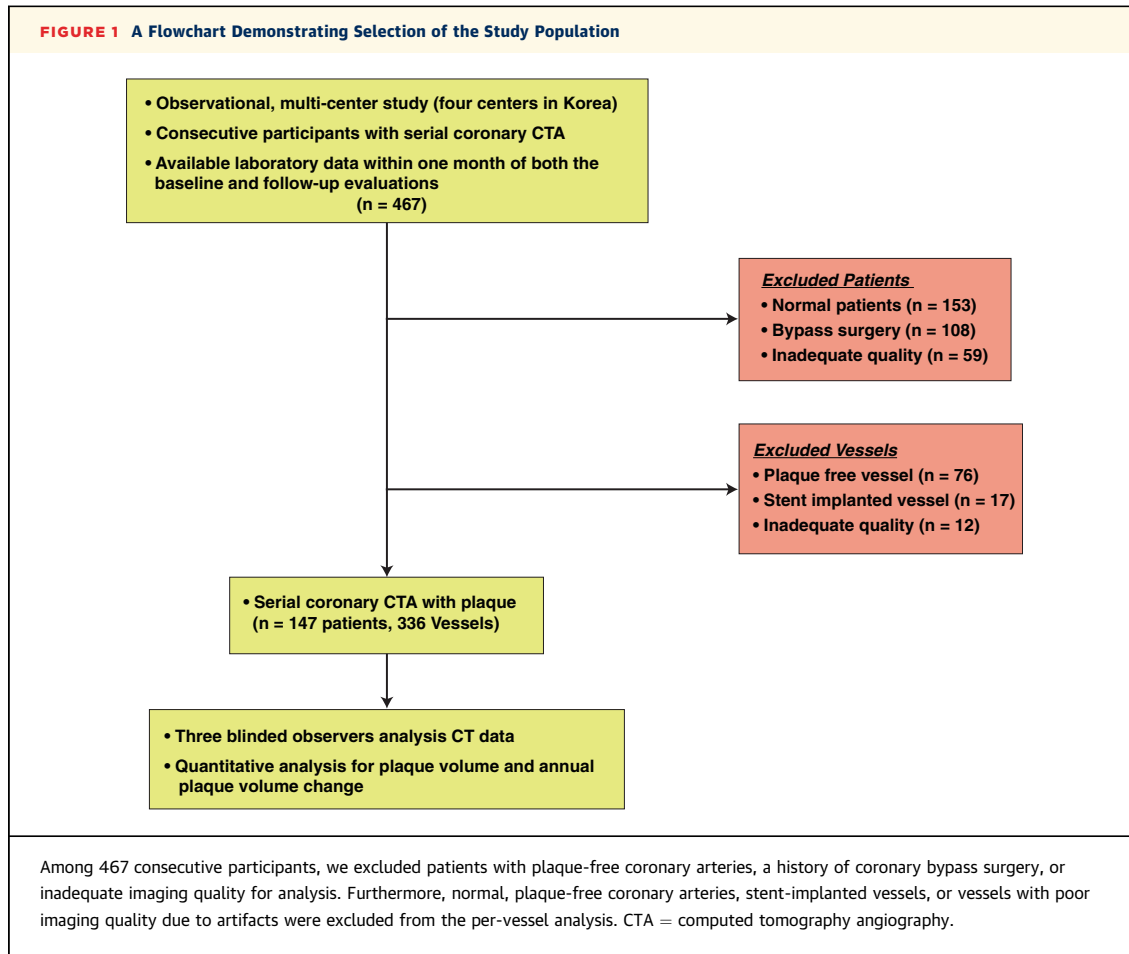 FIGURE 1 A Flowchart Demonstrating Selection of the Study Population
• Observational, multi-center study (four centers in Korea)
• Consecutive participants with serial coronary CTA
• Available laboratory data within one month of both the
baseline and follow-up evaluations
(n = 467)
Excluded Patients
• Normal patients (n = 153)
• Bypass surgery (n = 108)
• Inadequate quality (n = 59)
Excluded Vessels
• Plaque free vessel (n = 76)
• Stent implanted vessel (n = 17)
• Inadequate quality (n = 12)
• Serial coronary CTA with plaque
(n = 147 patients, 336 Vessels)
• Three blinded observers analysis CT data
• Quantitative analysis for plaque volume and annual
plaque volume change
Among 467 consecutive participants, we excluded patients with plaque-free coronary arteries, a history of coronary bypass surgery, or
inadequate imaging quality for analysis. Furthermore, normal, plaque-free coronary arteries, stent-implanted vessels, or vessels with poor
imaging quality due to artifacts were excluded from the per-vessel analysis. CTA = computed tomography angiography.